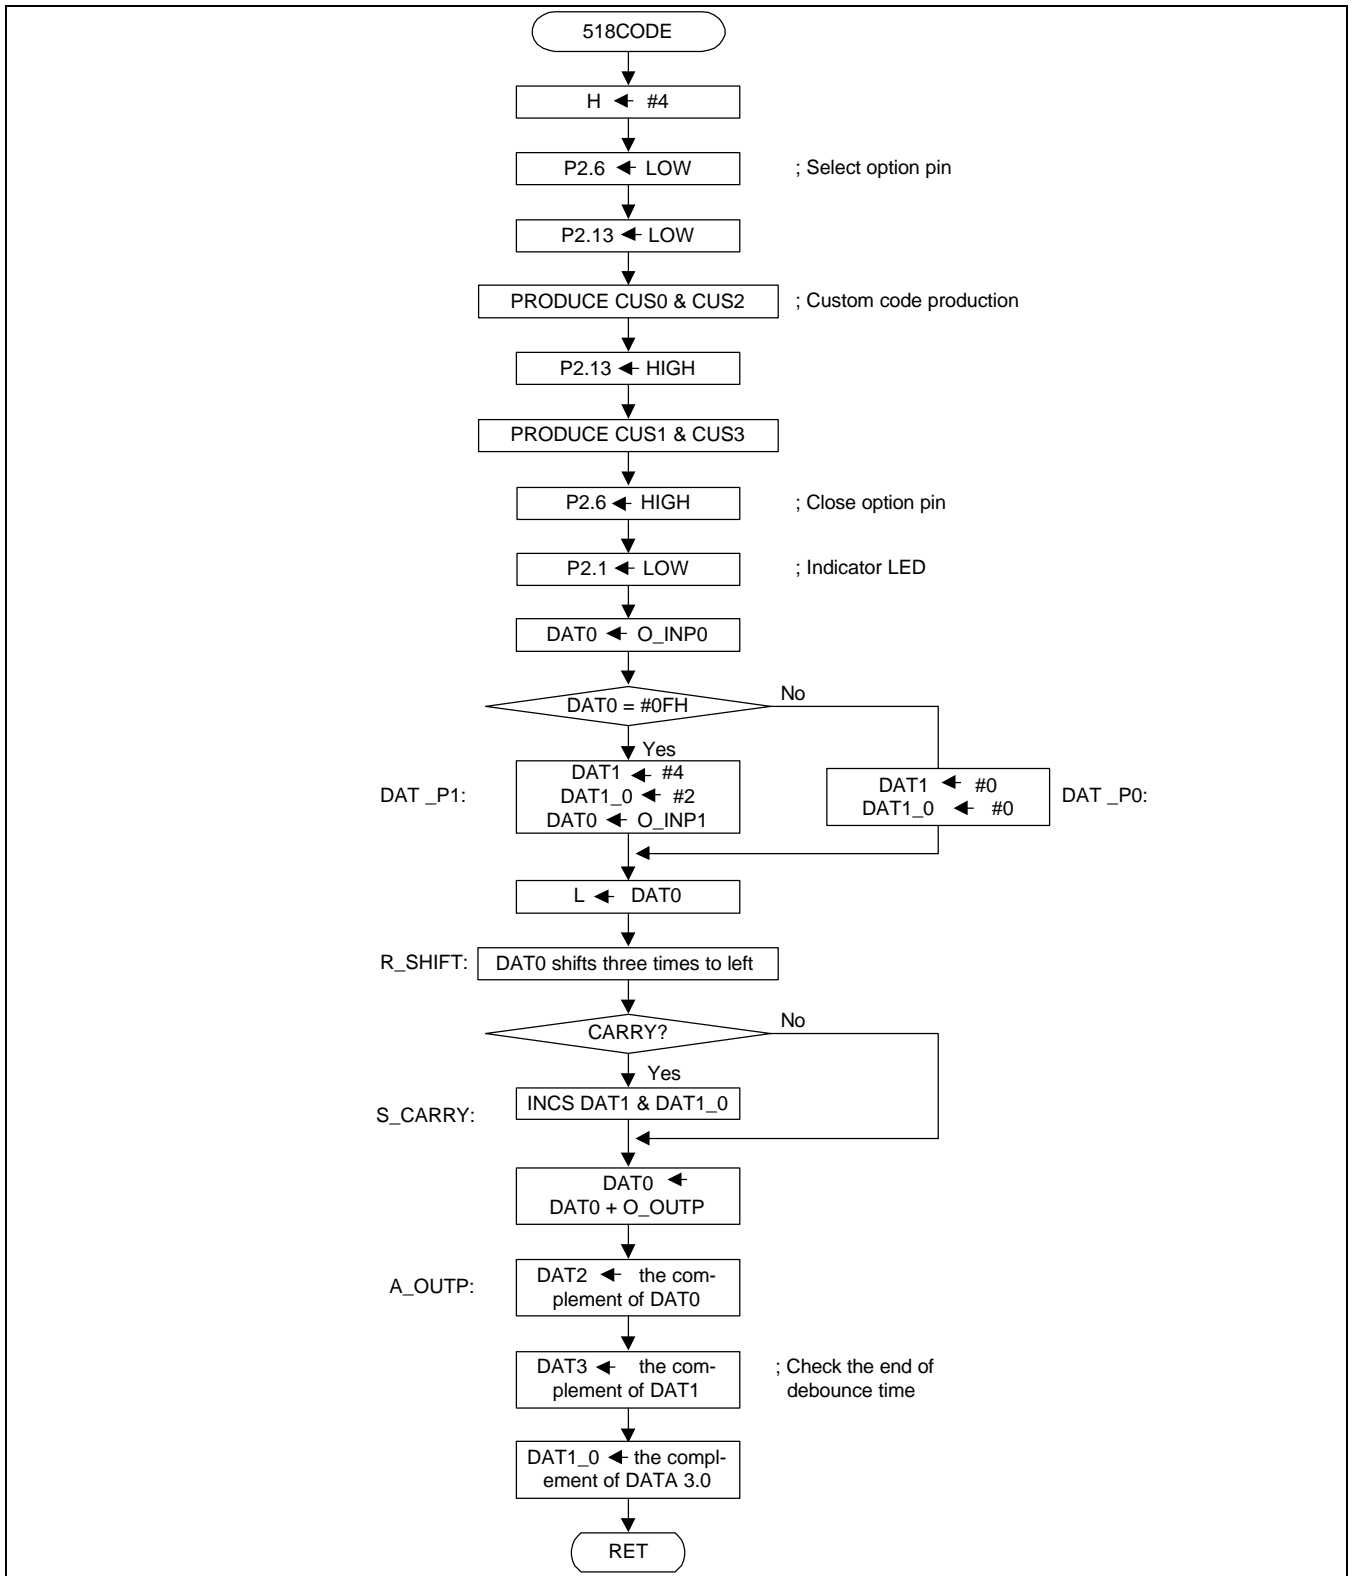 518CODE
H ← #4
P2.6 ← LOW
; Select option pin
P2.13 ← LOW
PRODUCE CUS0 & CUS2
; Custom code production
P2.13 ← HIGH
PRODUCE CUS1 & CUS3
P2.6 ← HIGH
; Close option pin
P2.1 ← LOW
; Indicator LED
DAT0 ← O_INP0
DAT0 = #0FH
No
Yes
DAT _P1:
DAT1 ← #4
DAT1_0 ← #2
DAT0 ← O_INP1
DAT1 ← #0
DAT1_0 ← #0
DAT _P0:
L ← DAT0
R_SHIFT:
DAT0 shifts three times to left
CARRY?
No
Yes
S_CARRY:
INCS DAT1 & DAT1_0
DAT0 ←
DAT0 + O_OUTP
A_OUTP:
DAT2 ← the com-
plement of DAT0
DAT3 ← the com-
plement of DAT1
; Check the end of
debounce time
DAT1_0 ← the compl-
ement of DATA 3.0
RET